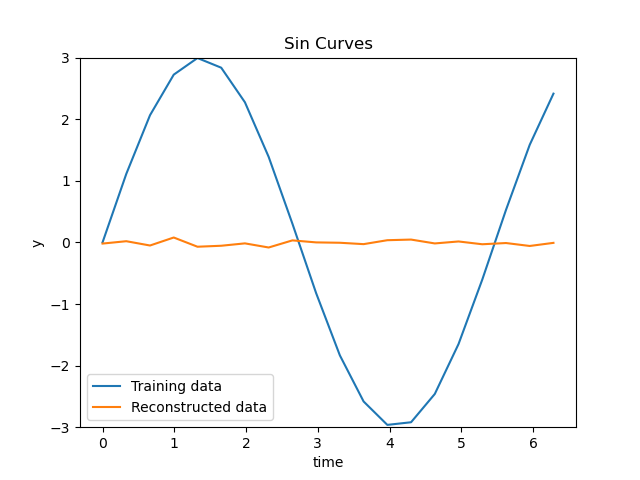 Sin Curves
3
2
1
0
−1
−2
−3
y
Training data
Reconstructed data
0 1 2 3 4 5 6
time